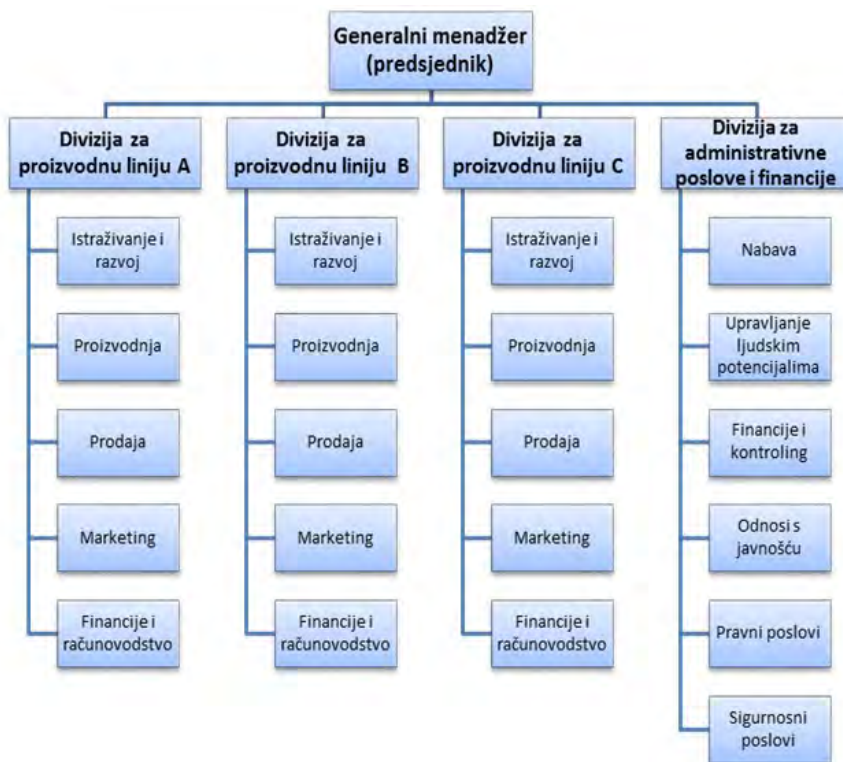 Generalni menadžer
(predsjednik)
Divizija za
proizvodnu liniju A
Istraživanje i
razvoj
Proizvodnja
Prodaja
Marketing
Financije i
računovodstvo
Divizija za
proizvodnu liniju B
Istraživanje i
razvoj
Proizvodnja
Prodaja
Marketing
Financije i
računovodstvo
Divizija za
proizvodnu liniju C
Istraživanje i
razvoj
Proizvodnja
Prodaja
Marketing
Financije i
računovodstvo
Divizija za
administrativne
poslove i financije
Nabava
Upravljanje
ljudskim
potencijalima
Financije i
kontroling
Odnosi s
javnošću
Pravni poslovi
Sigurnosni
poslovi